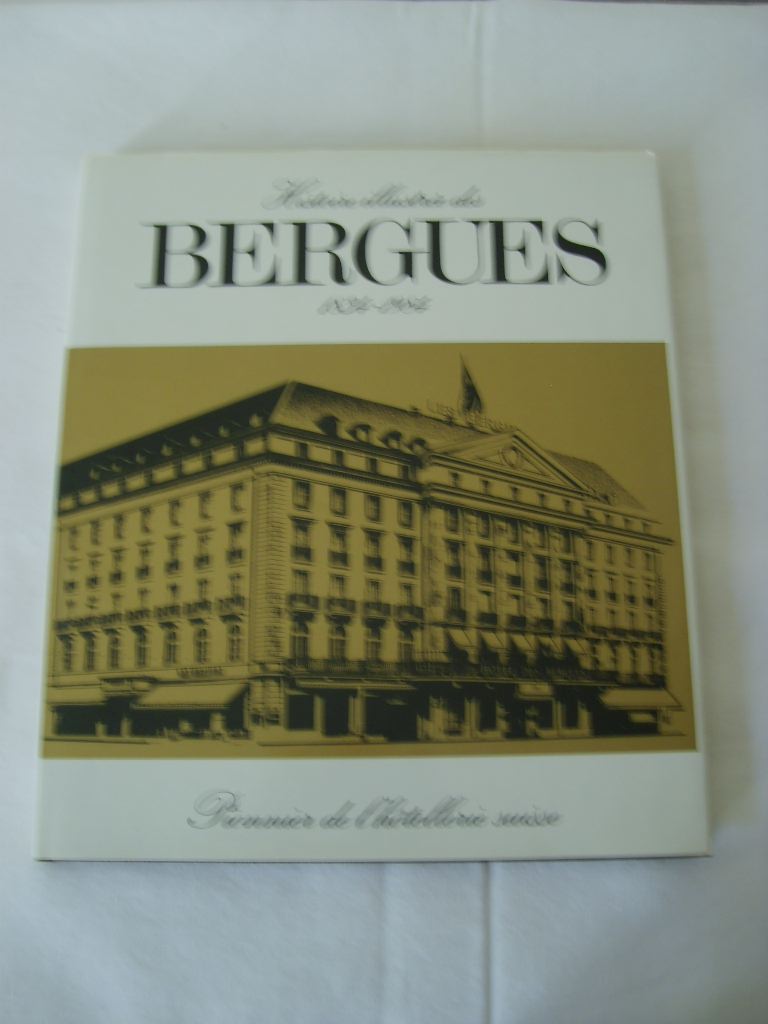 Histoire illustrée des
BERGUES
1834-1984
Pionnier de l'hôtellerie suisse